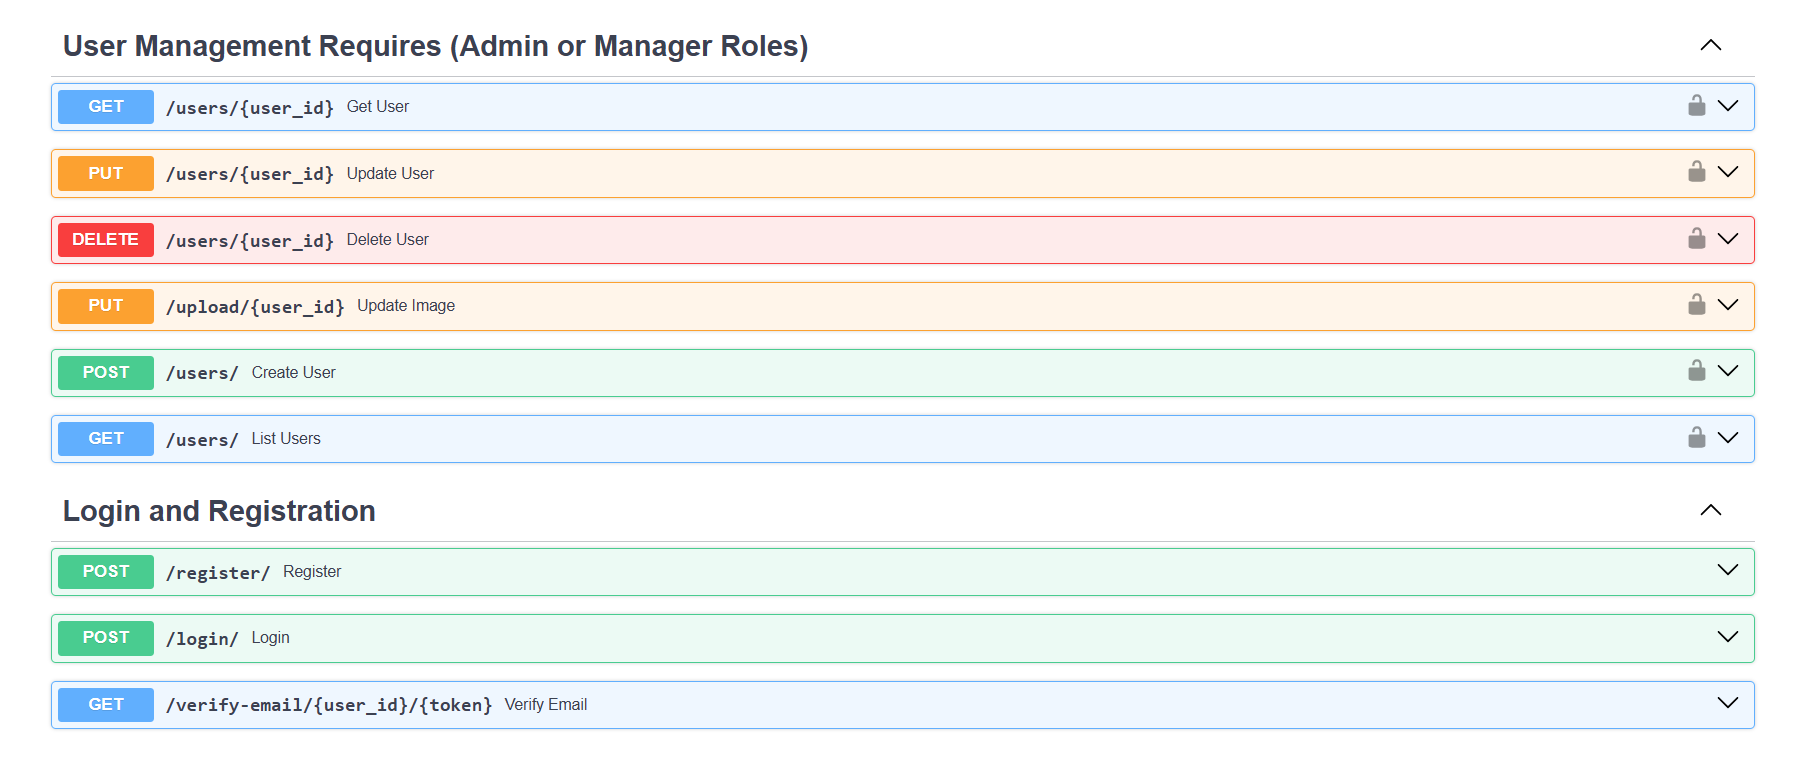 User Management Requires (Admin or Manager Roles)
GET /users/{user_id} Get User
PUT /users/{user_id} Update User
DELETE /users/{user_id} Delete User
PUT /upload/{user_id} Update Image
POST /users/ Create User
GET /users/ List Users
Login and Registration
POST /register/ Register
POST /login/ Login
GET /verify-email/{user_id}/{token} Verify Email